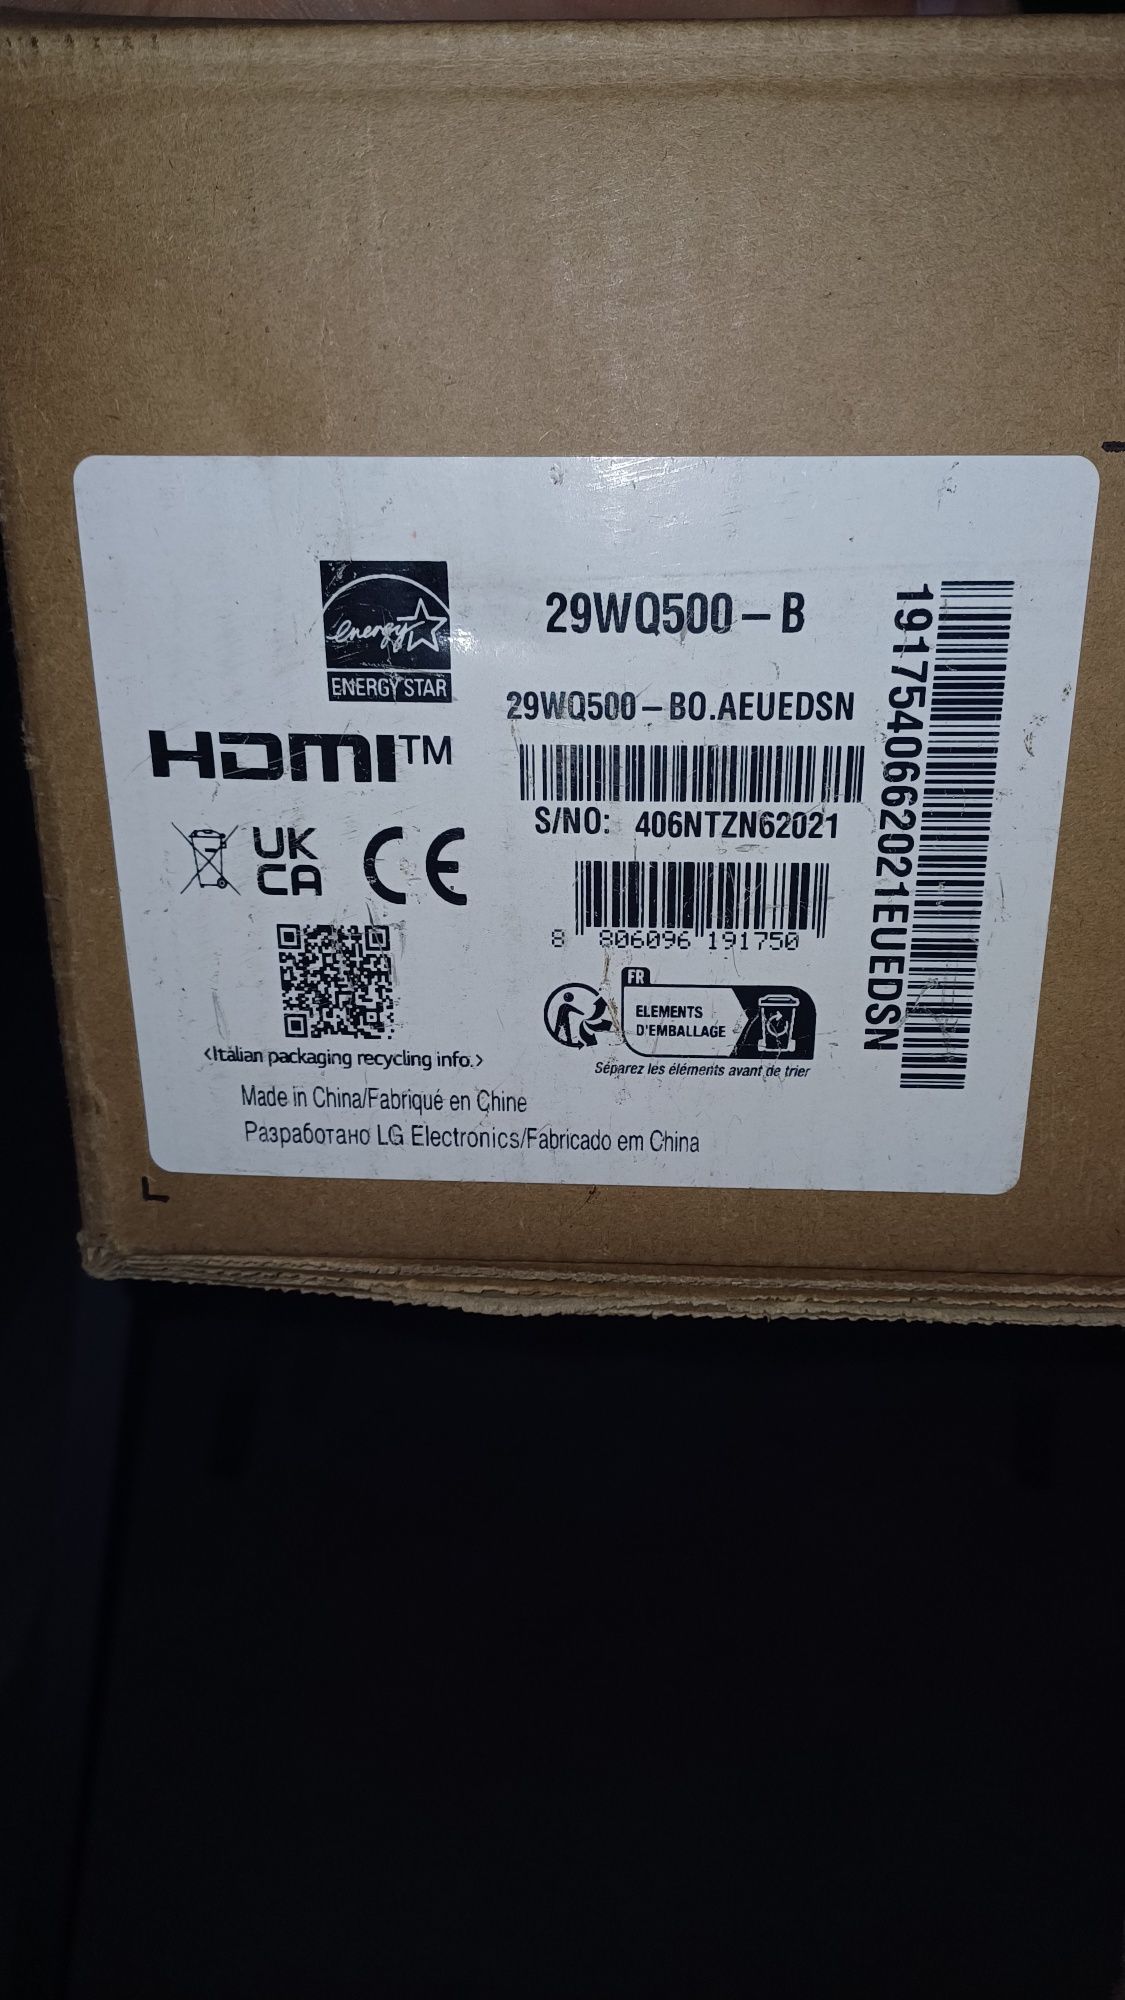 energy
ENERGY STAR
HDMI™
UK
CA
CE
<Italian packaging recycling info.>
29WQ500-B
29WQ500-BO.AEUEDSN
S/NO: 406NTZN62021
8 806096 191750
FR
ELEMENTS
D'EMBALLAGE
Séparez les éléments avant de trier
1917540662021EUEDSN
Made in China/Fabriqué en Chine
Разработано LG Electronics/Fabricado em China